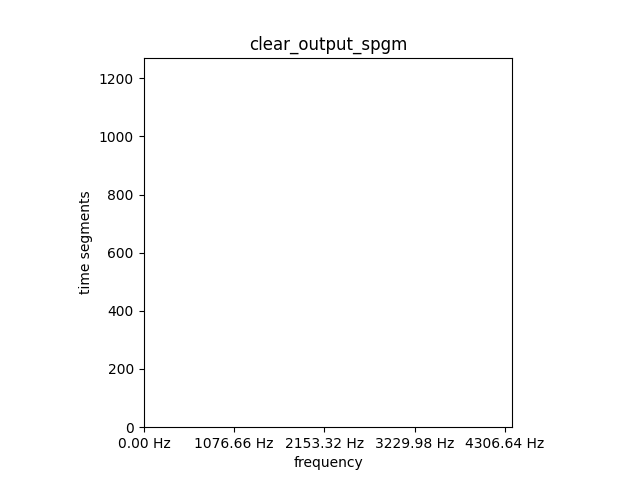 clear_output_spgm
1200
1000
800
600
400
200
0
time segments
0.00 Hz 1076.66 Hz 2153.32 Hz 3229.98 Hz 4306.64 Hz
frequency